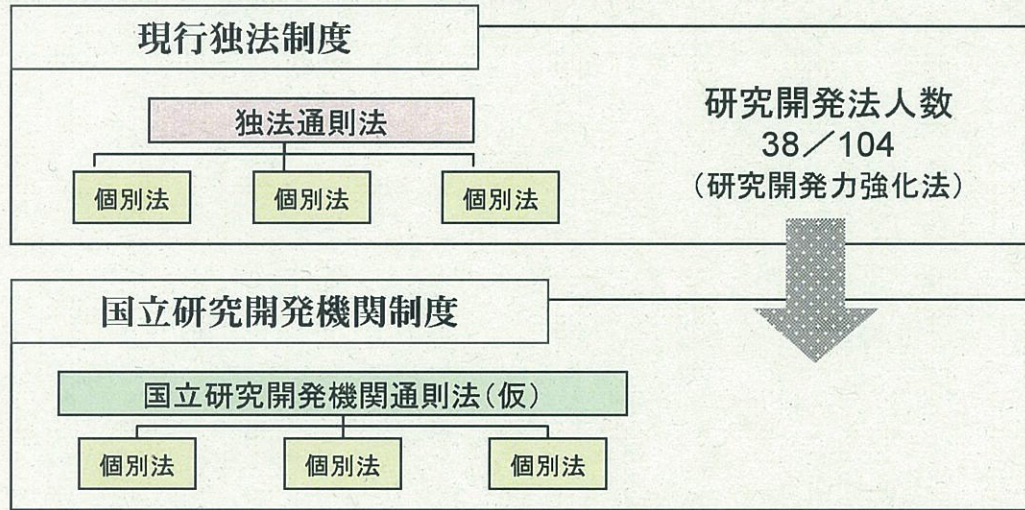 現行独法制度
独法通則法
個別法 個別法 個別法
研究開発法人数
38/104
(研究開発力強化法)
国立研究開発機関制度
国立研究開発機関通則法(仮)
個別法 個別法 個別法